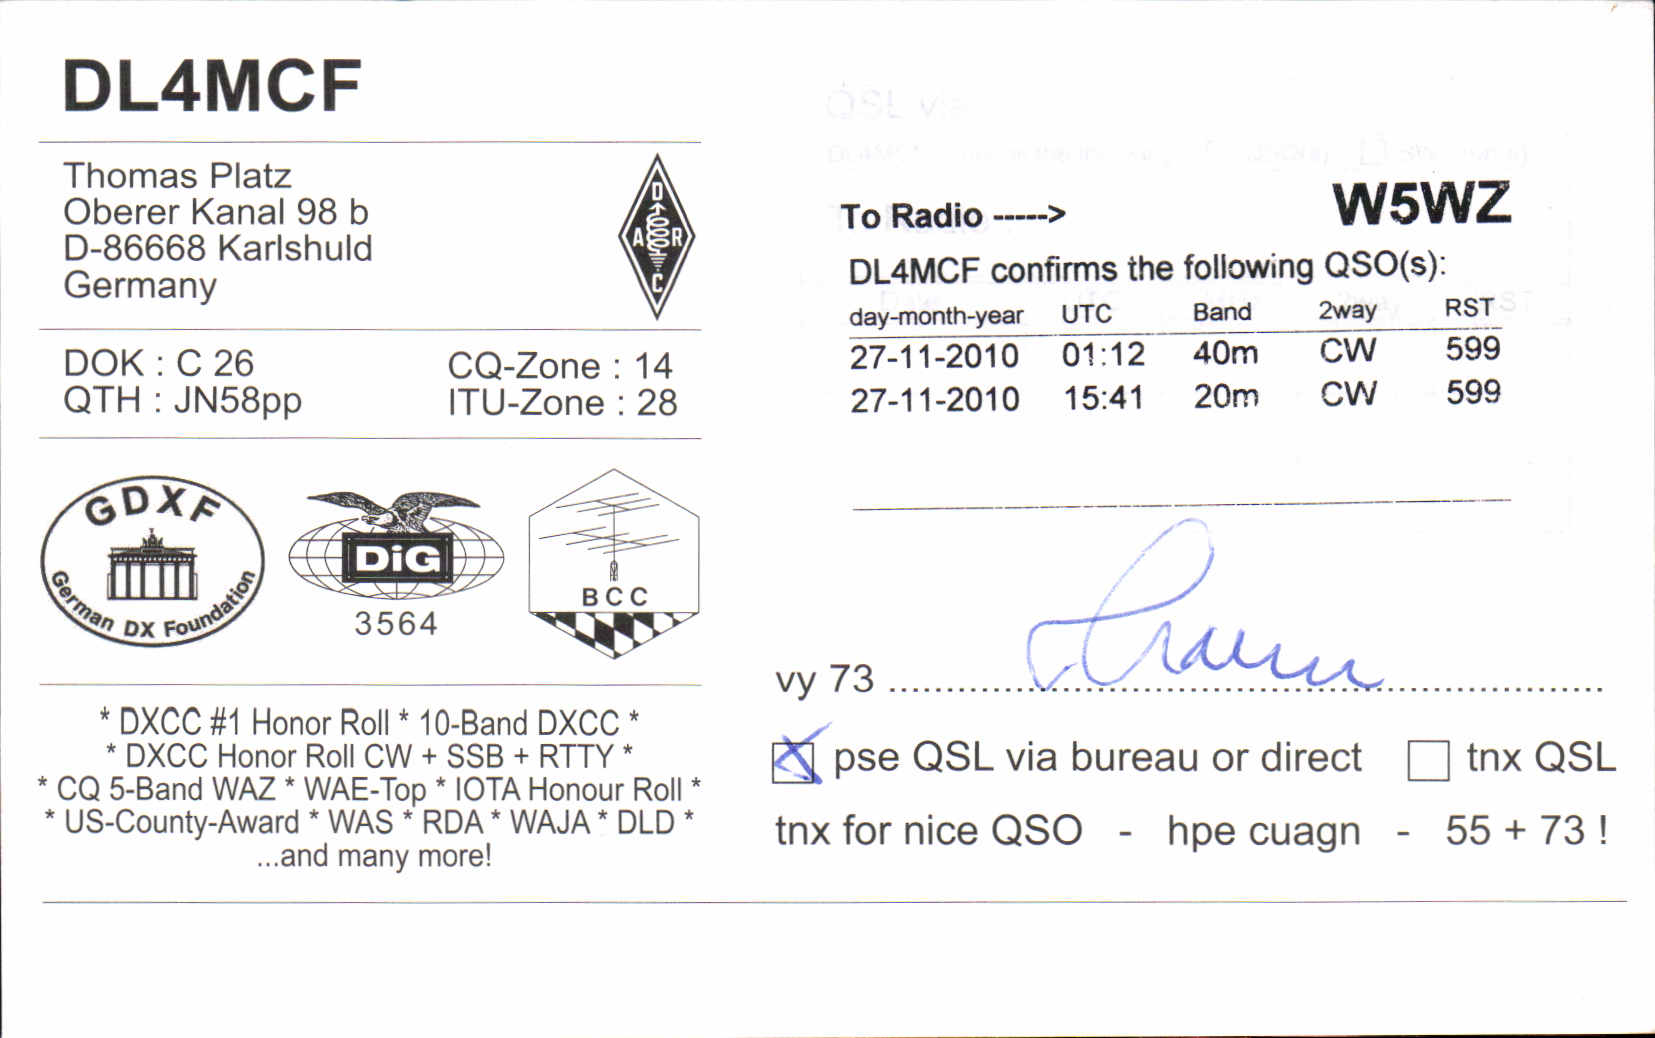 DL4MCF
Thomas Platz
Oberer Kanal 98 b
D-86668 Karlshuld
Germany
DARC
DOK : C 26
CQ-Zone : 14
QTH : JN58pp
ITU-Zone : 28
GDXF
German DX Foundation
DiG
3564
BCC
* DXCC #1 Honor Roll * 10-Band DXCC *
* DXCC Honor Roll CW + SSB + RTTY *
* CQ 5-Band WAZ * WAE-Top * IOTA Honour Roll *
* US-County-Award * WAS * RDA * WAJA * DLD *
...and many more!
QSL via
To Radio -----> W5WZ
DL4MCF confirms the following QSO(s):
day-month-year UTC Band 2way RST
27-11-2010 01:12 40m CW 599
27-11-2010 15:41 20m CW 599
vy 73
pse QSL via bureau or direct
tnx QSL
tnx for nice QSO - hpe cuagn - 55 + 73 !